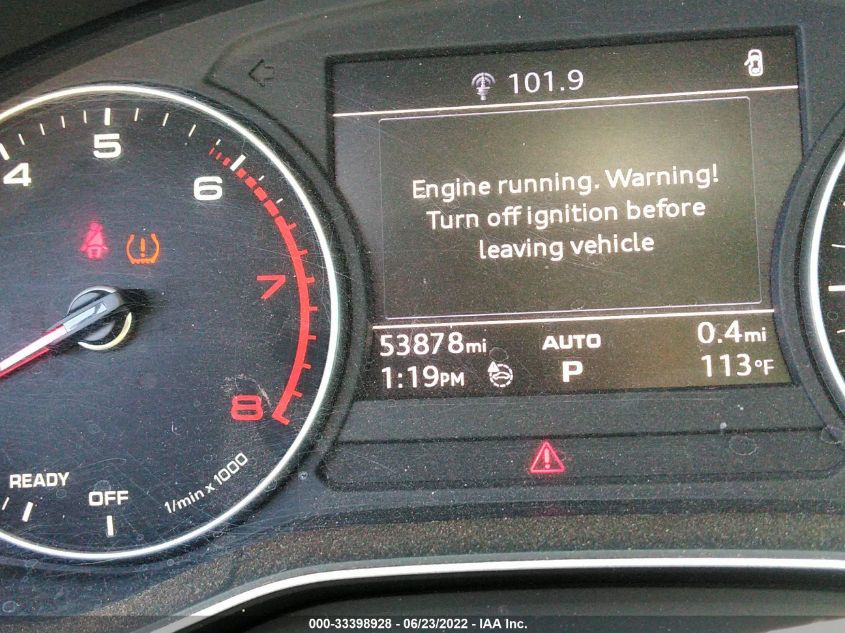 101.9
Engine running. Warning!
Turn off ignition before
leaving vehicle
53878mi AUTO 0.4mi
1:19PM P 113°F
4 5 6 7 8
READY
OFF
1/min x 1000
000-33398928 - 06/23/2022 - IAA Inc.